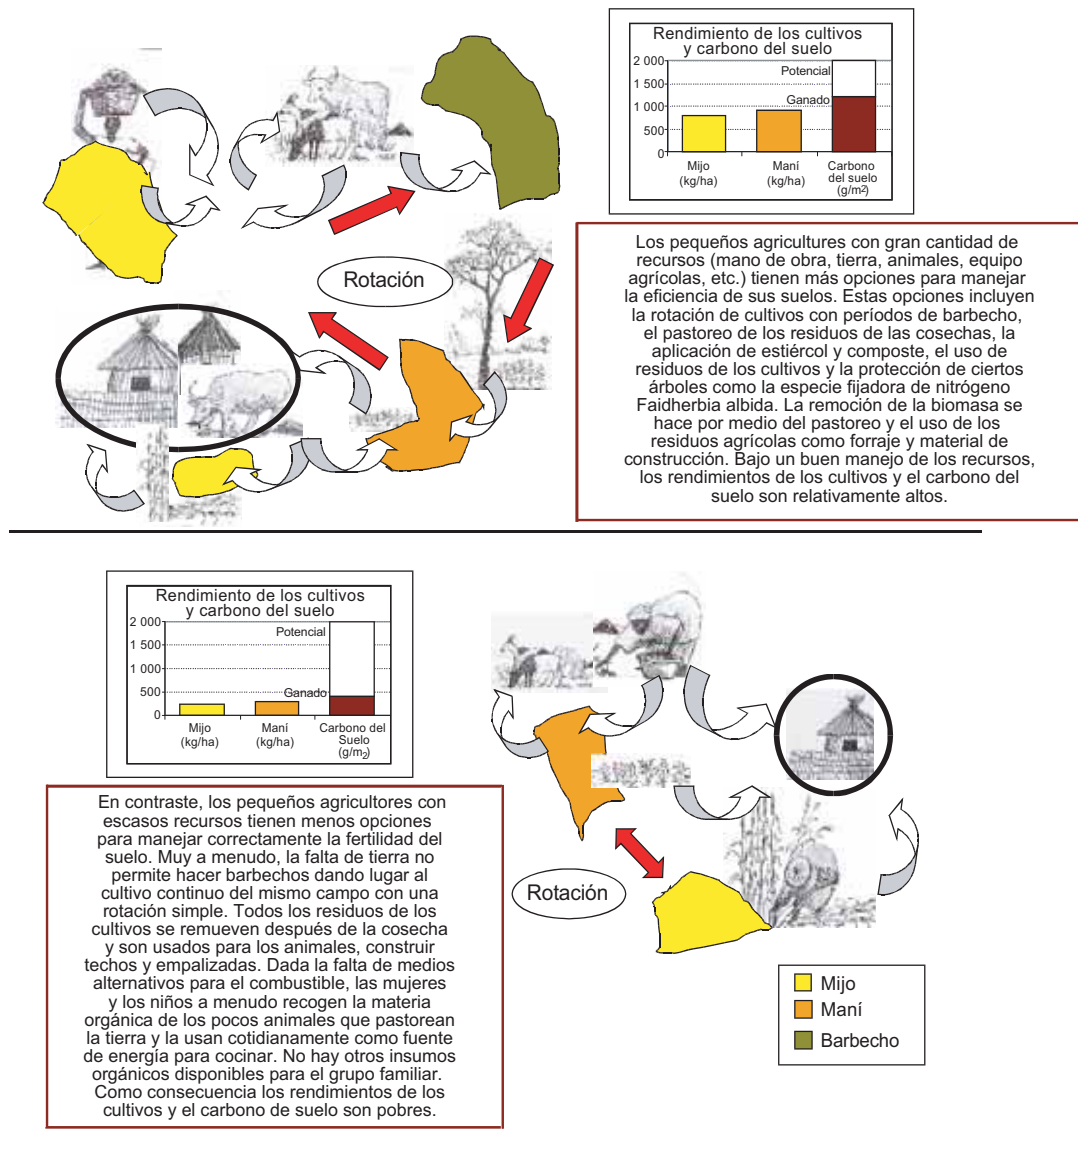 Rendimiento de los cultivos
y carbono del suelo
2 000
1 500
1 000
500
0
Potencial
Ganado
Mijo
(kg/ha)
Maní
(kg/ha)
Carbono
del suelo
(g/m2)
Rotación
Los pequeños agricultures con gran cantidad de
recursos (mano de obra, tierra, animales, equipo
agrícolas, etc.) tienen más opciones para manejar
la eficiencia de sus suelos. Estas opciones incluyen
la rotación de cultivos con períodos de barbecho,
el pastoreo de los residuos de las cosechas, la
aplicación de estiércol y composte, el uso de
residuos de los cultivos y la protección de ciertos
árboles como la especie fijadora de nitrógeno
Faidherbia albida. La remoción de la biomasa se
hace por medio del pastoreo y el uso de los
residuos agrícolas como forraje y material de
construcción. Bajo un buen manejo de los recursos,
los rendimientos de los cultivos y el carbono del
suelo son relativamente altos.
Rendimiento de los cultivos
y carbono del suelo
2 000
1 500
1 000
500
0
Potencial
Ganado
Mijo
(kg/ha)
Maní
(kg/ha)
Carbono del
Suelo
(g/m2)
En contraste, los pequeños agricultores con
escasos recursos tienen menos opciones
para manejar correctamente la fertilidad del
suelo. Muy a menudo, la falta de tierra no
permite hacer barbechos dando lugar al
cultivo continuo del mismo campo con una
rotación simple. Todos los residuos de los
cultivos se remueven después de la cosecha
y son usados para los animales, construir
techos y empalizadas. Dada la falta de medios
alternativos para el combustible, las mujeres
y los niños a menudo recogen la materia
orgánica de los pocos animales que pastorean
la tierra y la usan cotidianamente como fuente
de energía para cocinar. No hay otros insumos
orgánicos disponibles para el grupo familiar.
Como consecuencia los rendimientos de los
cultivos y el carbono de suelo son pobres.
Rotación
Mijo
Maní
Barbecho